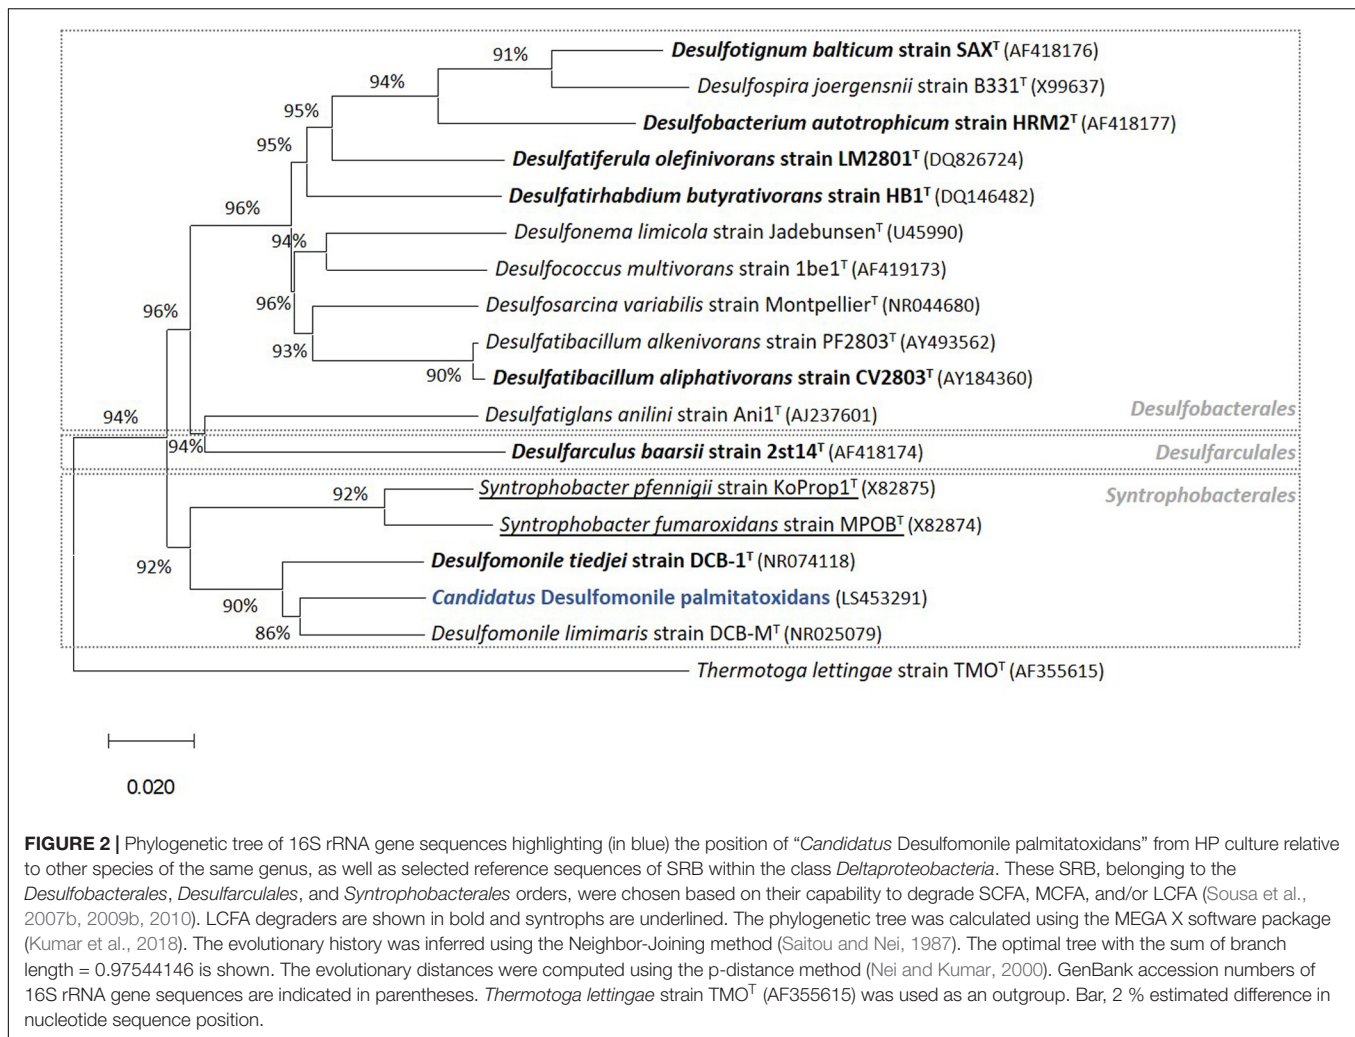 91%
Desulfotignum balticum strain SAXT (AF418176)
94%
Desulfospira joergensnii strain B331T (X99637)
95%
Desulfobacterium autotrophicum strain HRM2T (AF418177)
95%
Desulfatiferula olefinivorans strain LM2801T (DQ826724)
96%
Desulfatirhabdium butyrativorans strain HB1T (DQ146482)
94%
Desulfonema limicola strain JadebunsenT (U45990)
Desulfococcus multivorans strain 1be1T (AF419173)
96%
96%
Desulfosarcina variabilis strain MontpellierT (NR044680)
93%
Desulfatibacillum alkenivorans strain PF2803T (AY493562)
90%
Desulfatibacillum aliphativorans strain CV2803T (AY184360)
94%
Desulfatiglans anilini strain Ani1T (AJ237601)
Desulfobacterales
94%
Desulfarculus baarsii strain 2st14T (AF418174)
Desulfarculales
92%
Syntrophobacter pfennigii strain KoProp1T (X82875)
Syntrophobacterales
Syntrophobacter fumaroxidans strain MPOBT (X82874)
92%
Desulfomonile tiedjei strain DCB-1T (NR074118)
90%
Candidatus Desulfomonile palmitatoxidans (LS453291)
86%
Desulfomonile limimaris strain DCB-MT (NR025079)
Thermotoga lettingae strain TMOT (AF355615)
0.020
FIGURE 2 | Phylogenetic tree of 16S rRNA gene sequences highlighting (in blue) the position of “Candidatus Desulfomonile palmitatoxidans” from HP culture relative
to other species of the same genus, as well as selected reference sequences of SRB within the class Deltaproteobacteria. These SRB, belonging to the
Desulfobacterales, Desulfarculales, and Syntrophobacterales orders, were chosen based on their capability to degrade SCFA, MCFA, and/or LCFA (Sousa et al.,
2007b, 2009b, 2010). LCFA degraders are shown in bold and syntrophs are underlined. The phylogenetic tree was calculated using the MEGA X software package
(Kumar et al., 2018). The evolutionary history was inferred using the Neighbor-Joining method (Saitou and Nei, 1987). The optimal tree with the sum of branch
length = 0.97544146 is shown. The evolutionary distances were computed using the p-distance method (Nei and Kumar, 2000). GenBank accession numbers of
16S rRNA gene sequences are indicated in parentheses. Thermotoga lettingae strain TMOT (AF355615) was used as an outgroup. Bar, 2 % estimated difference in
nucleotide sequence position.